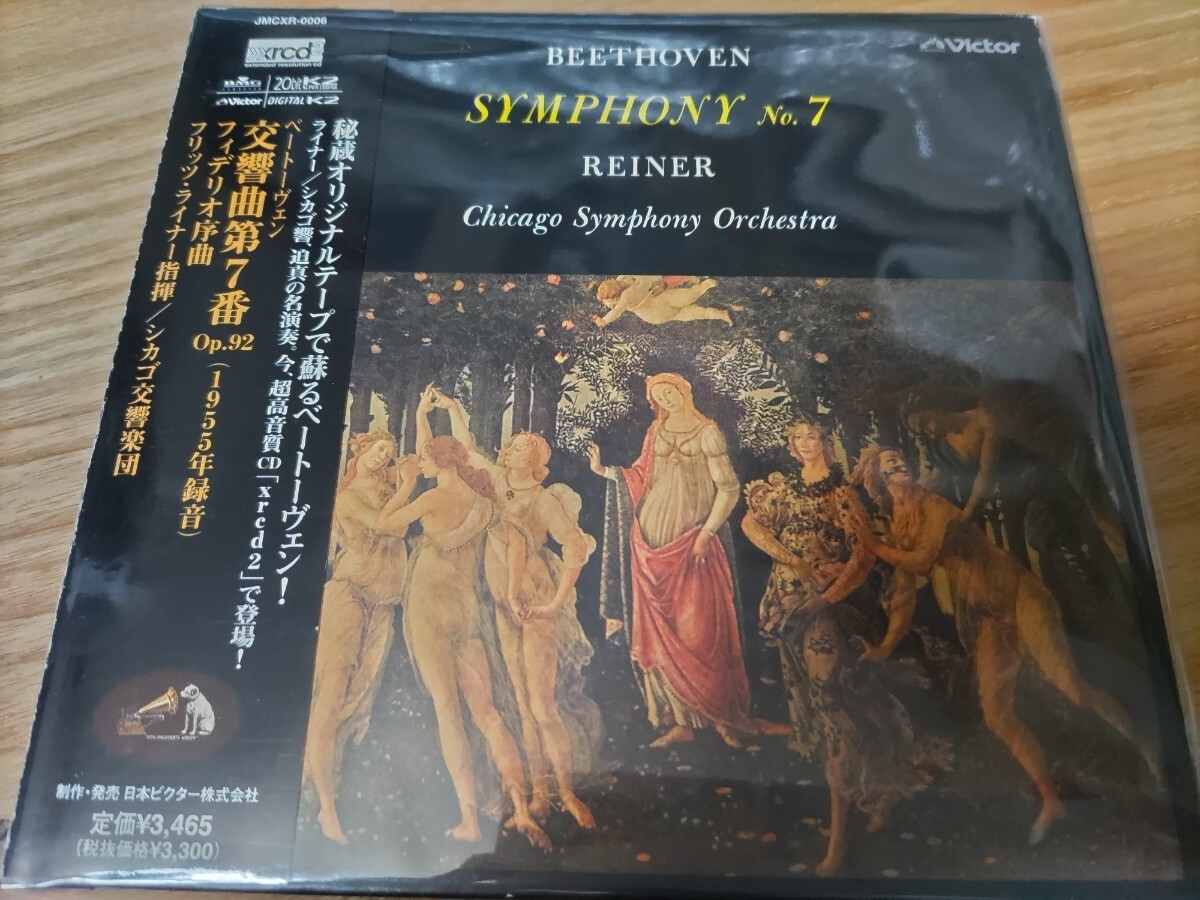 JMCXR-0006
xrcd2
extended resolution cd
BMG
CLASSICS
20bit K2
SUPER CODING
Victor
DIGITAL K2
秘蔵オリジナルテープで蘇るベートーヴェン!
ライナー/シカゴ響、迫真の名演奏。今、超高音質CD「xrcd2」で登場!
ベートーヴェン
交響曲第7番 Op.92
フィデリオ序曲 (1955年録音)
フリッツ・ライナー指揮/シカゴ交響楽団
"HIS MASTER'S VOICE"
制作・発売 日本ビクター株式会社
定価¥3,465
(税抜価格¥3,300)
Victor
BEETHOVEN
SYMPHONY No. 7
REINER
Chicago Symphony Orchestra